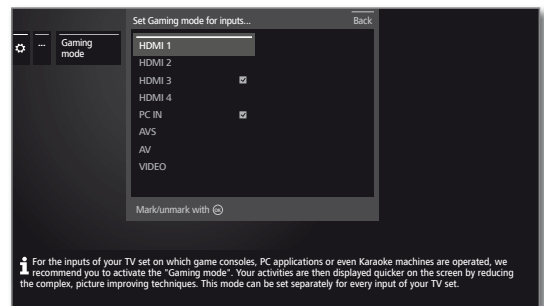 Set Gaming mode for inputs... Back
... Gaming
mode
HDMI 1
HDMI 2
HDMI 3
HDMI 4
PC IN
AVS
AV
VIDEO
Mark/unmark with OK
For the inputs of your TV set on which game consoles, PC applications or even Karaoke machines are operated, we
recommend you to activate the "Gaming mode". Your activities are then displayed quicker on the screen by reducing
the complex, picture improving techniques. This mode can be set separately for every input of your TV set.